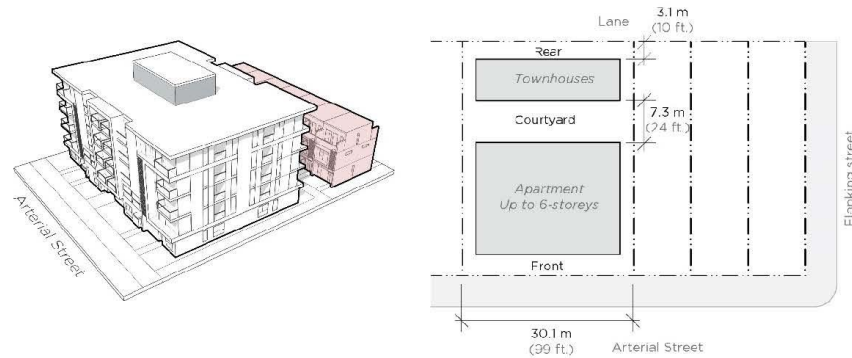 Arterial Street
Lane
3.1 m
(10 ft.)
Rear
Townhouses
Courtyard
7.3 m
(24 ft.)
Apartment
Up to 6-storeys
Front
Flanking street
30.1 m
(99 ft.)
Arterial Street